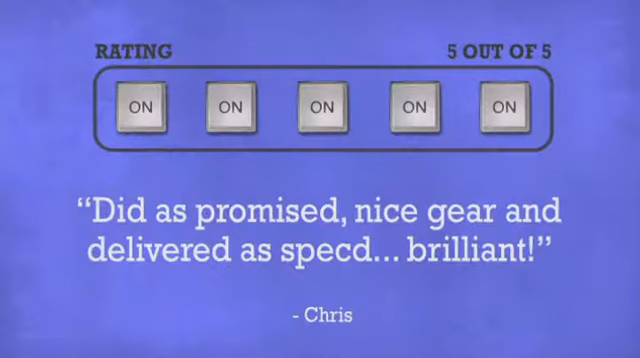 RATING 5 OUT OF 5
ON ON ON ON ON
“Did as promised, nice gear and
delivered as specd... brilliant!”
- Chris